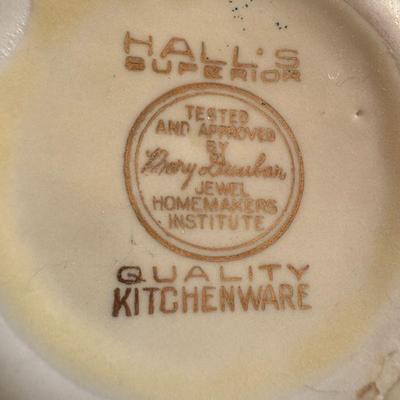 HALL'S
SUPERIOR
TESTED
AND APPROVED
BY
Mary Dunbar
JEWEL
HOMEMAKERS
INSTITUTE
QUALITY
KITCHENWARE